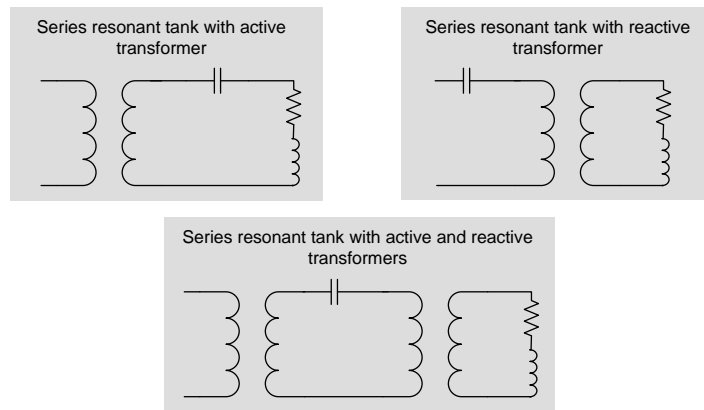 Series resonant tank with active
transformer
Series resonant tank with reactive
transformer
Series resonant tank with active and reactive
transformers